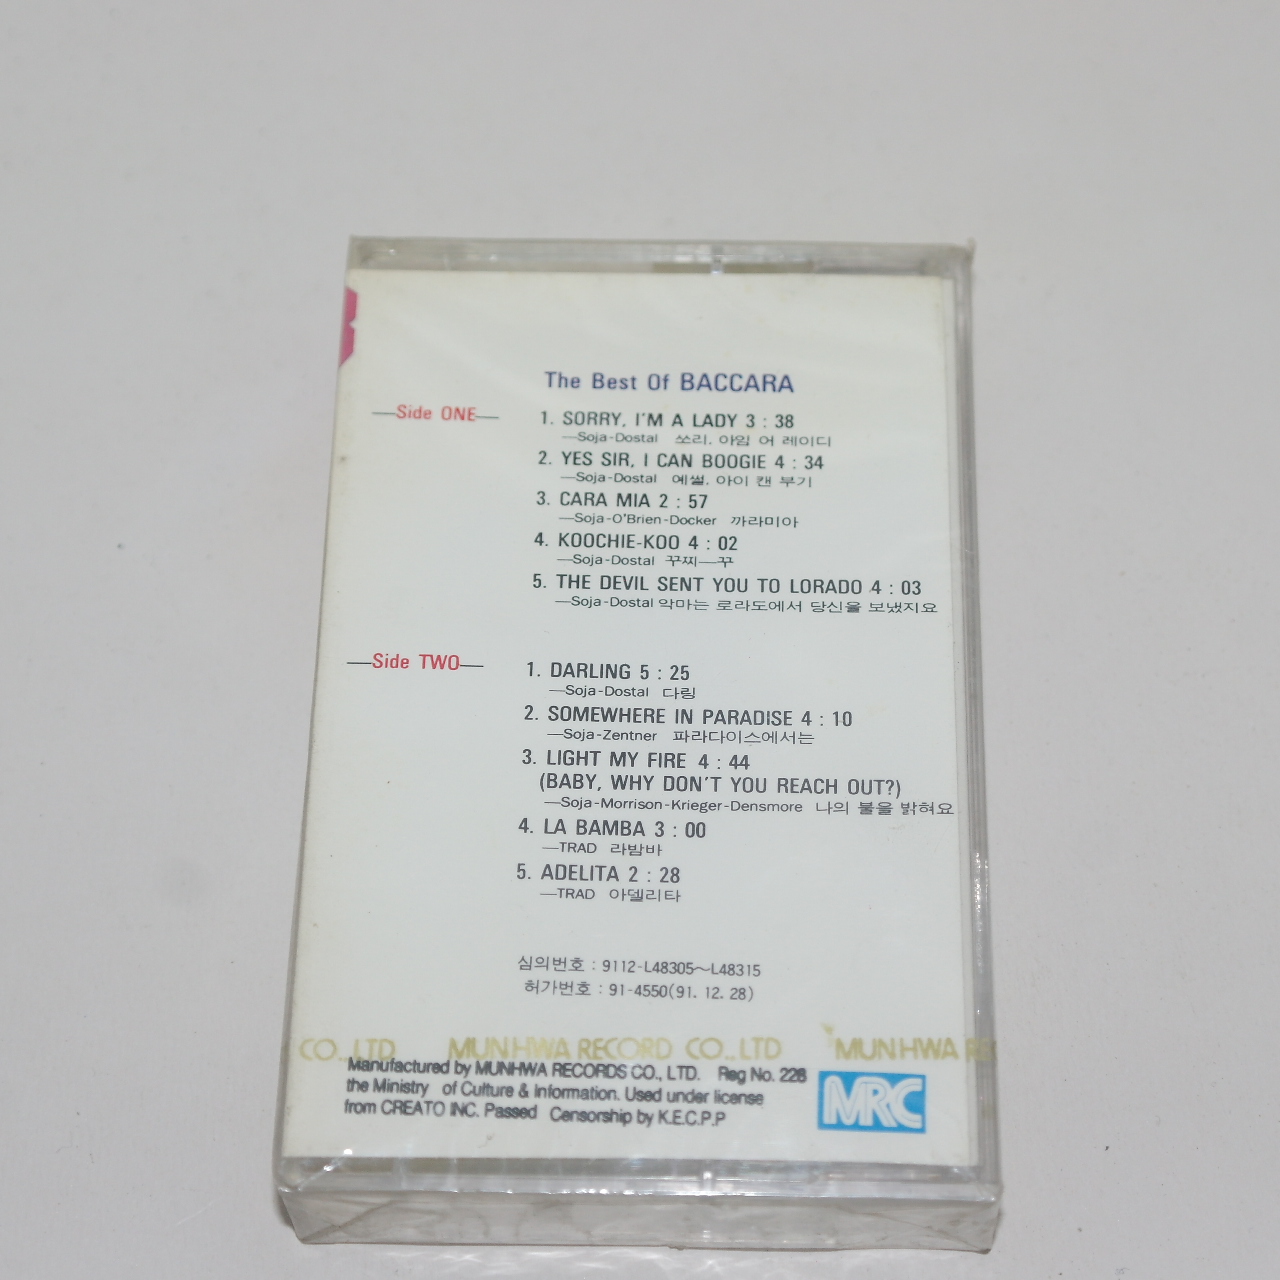 The Best Of BACCARA
—Side ONE—
1. SORRY, I'M A LADY 3 : 38
—Soja-Dostal 쏘리, 아임 어 레이디
2. YES SIR, I CAN BOOGIE 4 : 34
—Soja-Dostal 예썰, 아이 캔 부기
3. CARA MIA 2 : 57
—Soja-O'Brien-Docker 까라미아
4. KOOCHIE-KOO 4 : 02
—Soja-Dostal 꾸찌—꾸
5. THE DEVIL SENT YOU TO LORADO 4 : 03
—Soja-Dostal 악마는 로라도에서 당신을 보냈지요
—Side TWO—
1. DARLING 5 : 25
—Soja-Dostal 다링
2. SOMEWHERE IN PARADISE 4 : 10
—Soja-Zentner 파라다이스에서는
3. LIGHT MY FIRE 4 : 44
(BABY, WHY DON'T YOU REACH OUT?)
—Soja-Morrison-Krieger-Densmore 나의 불을 밝혀요
4. LA BAMBA 3 : 00
—TRAD 라밤바
5. ADELITA 2 : 28
—TRAD 아델리타
심의번호 : 9112-L48305~L48315
허가번호 : 91-4550(91. 12. 28)
CO., LTD MUNHWA RECORD CO., LTD MUNHWA RE
Manufactured by MUNHWA RECORDS CO., LTD. Reg No. 228
the Ministry of Culture & Information. Used under license
from CREATO INC. Passed Censorship by K.E.C.P.P
MRC